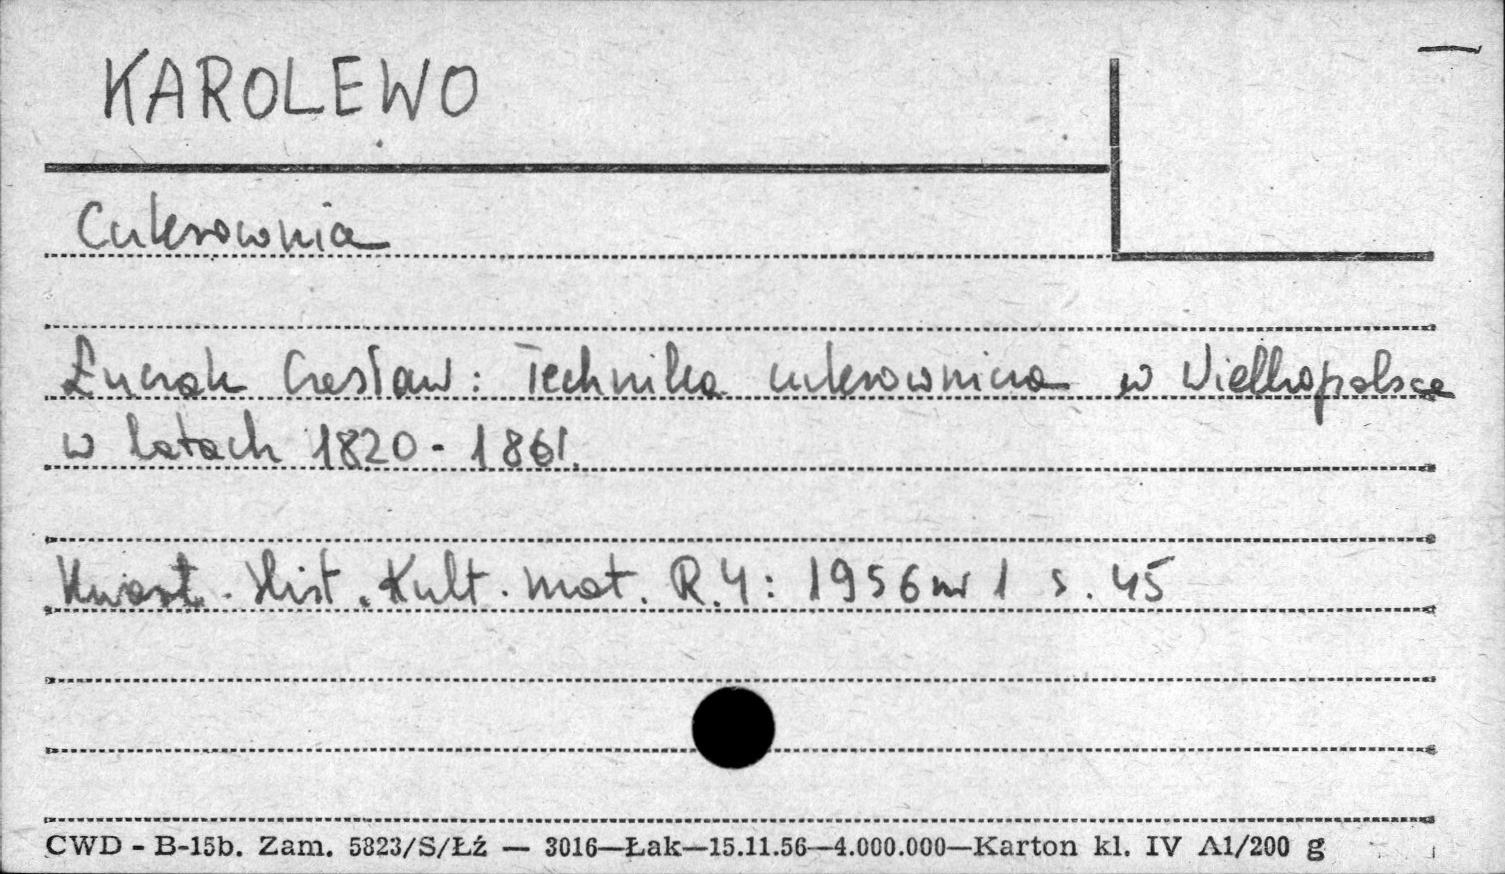 KAROLEWO
Cukrownia
Łuczak Czesław: Technika cukrownicza w Wielkopolsce
w latach 1820-1861.
Kwart. Hist. Kult. mat. R.4: 1956 nr 1 s. 45
CWD - B-15b. Zam. 5823/S/Łź — 3016—Łak—15.11.56—4.000.000—Karton kl. IV A1/200 g